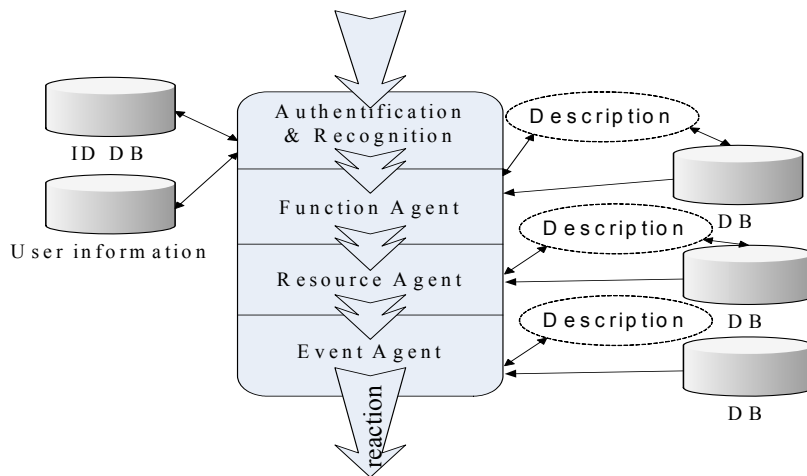 Authentification
& Recognition
ID DB
User information
Function Agent
Resource Agent
Event Agent
reaction
Description
DB
Description
DB
Description
DB